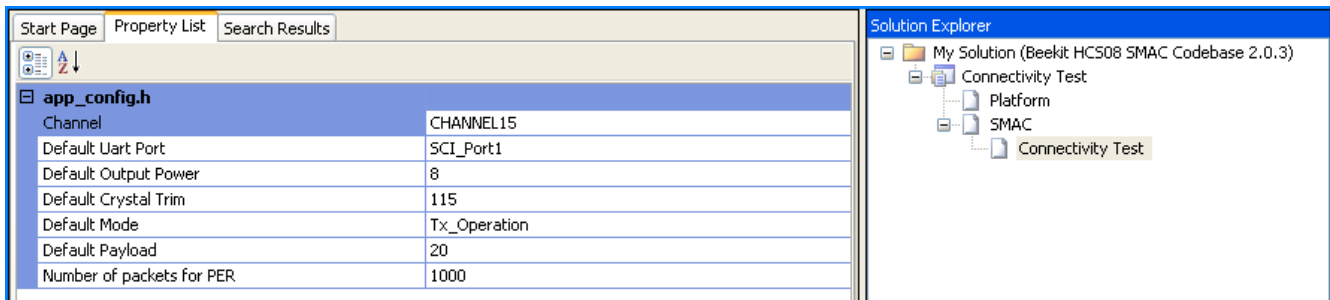 Start Page Property List Search Results
app_config.h
Channel CHANNEL15
Default Uart Port SCI_Port1
Default Output Power 8
Default Crystal Trim 115
Default Mode Tx_Operation
Default Payload 20
Number of packets for PER 1000
Solution Explorer
My Solution (Beekit HCS08 SMAC Codebase 2.0.3)
Connectivity Test
Platform
SMAC
Connectivity Test